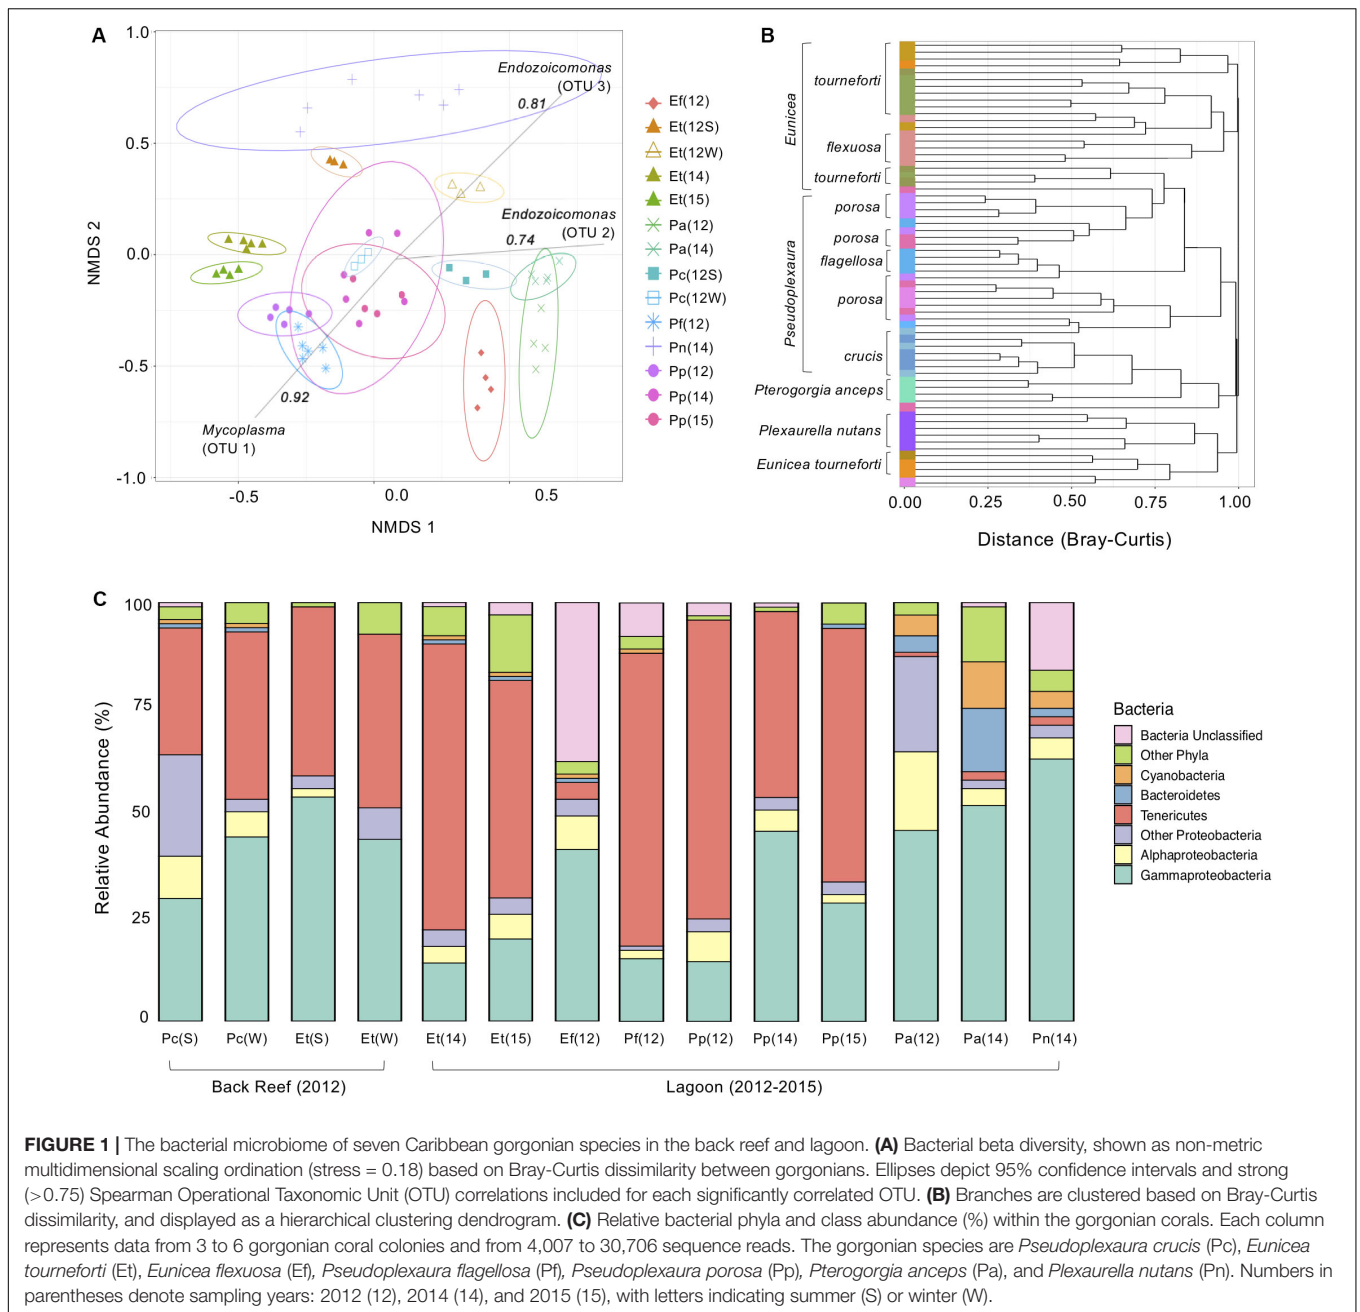 A
1.0
0.5
0.0
-0.5
-1.0
NMDS 2
Endozoicomonas
(OTU 3)
0.81
Endozoicomonas
(OTU 2)
0.74
0.92
Mycoplasma
(OTU 1)
-0.5
0.0
0.5
NMDS 1
Ef(12)
Et(12S)
Et(12W)
Et(14)
Et(15)
Pa(12)
Pa(14)
Pc(12S)
Pc(12W)
Pf(12)
Pn(14)
Pp(12)
Pp(14)
Pp(15)
B
Eunicea
tourneforti
flexuosa
tourneforti
Pseudoplexaura
porosa
porosa
flagellosa
porosa
crucis
Pterogorgia anceps
Plexaurella nutans
Eunicea tourneforti
0.00
0.25
0.50
0.75
1.00
Distance (Bray-Curtis)
C
100
75
50
25
0
Relative Abundance (%)
Pc(S)
Pc(W)
Et(S)
Et(W)
Et(14)
Et(15)
Ef(12)
Pf(12)
Pp(12)
Pp(14)
Pp(15)
Pa(12)
Pa(14)
Pn(14)
Back Reef (2012)
Lagoon (2012-2015)
Bacteria
Bacteria Unclassified
Other Phyla
Cyanobacteria
Bacteroidetes
Tenericutes
Other Proteobacteria
Alphaproteobacteria
Gammaproteobacteria
FIGURE 1 | The bacterial microbiome of seven Caribbean gorgonian species in the back reef and lagoon. (A) Bacterial beta diversity, shown as non-metric
multidimensional scaling ordination (stress = 0.18) based on Bray-Curtis dissimilarity between gorgonians. Ellipses depict 95% confidence intervals and strong
(>0.75) Spearman Operational Taxonomic Unit (OTU) correlations included for each significantly correlated OTU. (B) Branches are clustered based on Bray-Curtis
dissimilarity, and displayed as a hierarchical clustering dendrogram. (C) Relative bacterial phyla and class abundance (%) within the gorgonian corals. Each column
represents data from 3 to 6 gorgonian coral colonies and from 4,007 to 30,706 sequence reads. The gorgonian species are Pseudoplexaura crucis (Pc), Eunicea
tourneforti (Et), Eunicea flexuosa (Ef), Pseudoplexaura flagellosa (Pf), Pseudoplexaura porosa (Pp), Pterogorgia anceps (Pa), and Plexaurella nutans (Pn). Numbers in
parentheses denote sampling years: 2012 (12), 2014 (14), and 2015 (15), with letters indicating summer (S) or winter (W).